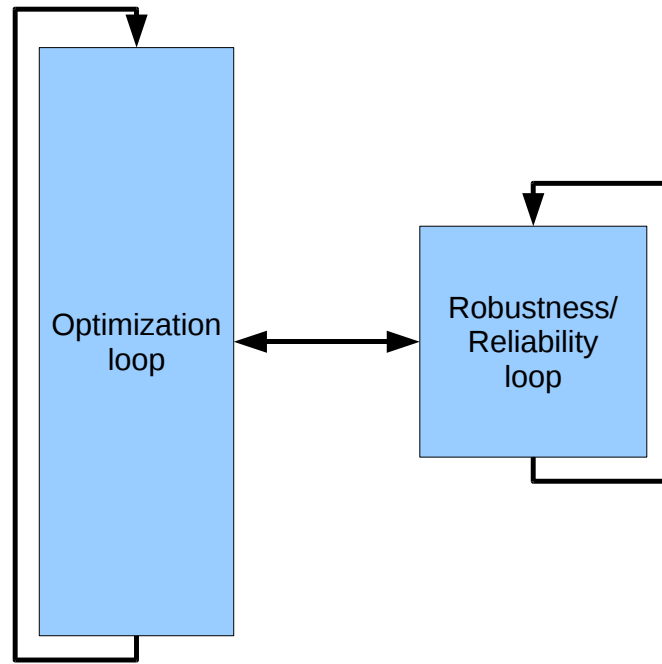 Optimization
loop
Robustness/
Reliability
loop